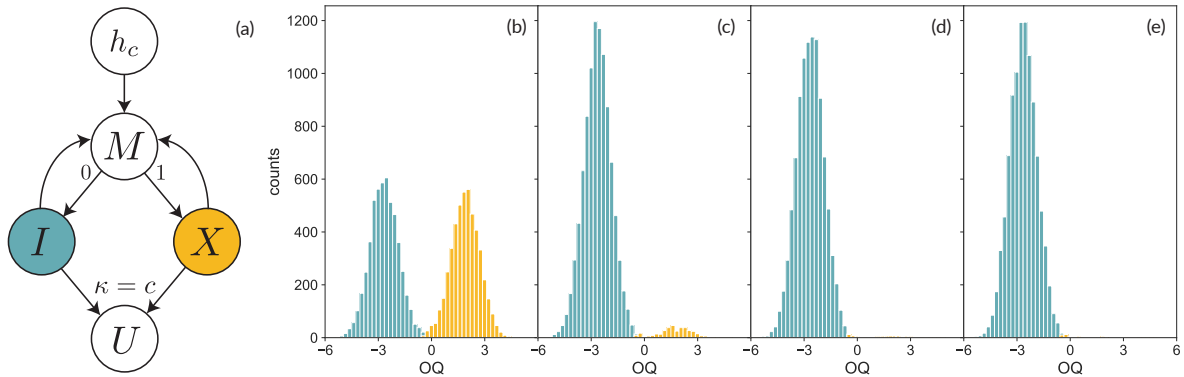 (a)
h_c
M
0 1
I X
κ = c
U
(b) (c) (d) (e)
counts
1200
1000
800
600
400
200
0
−6 −3 0 3 −6 −3 0 3 −6 −3 0 3 −6 −3 0 3 6
OQ OQ OQ OQ